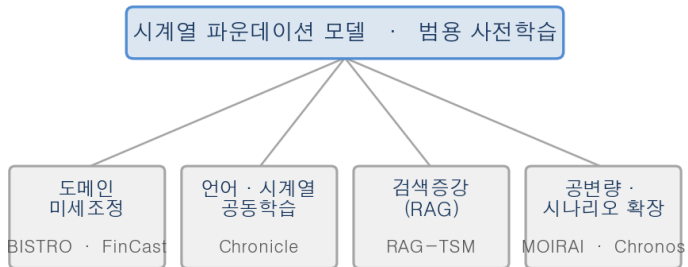 시계열 파운데이션 모델 · 범용 사전학습
도메인
미세조정
BISTRO · FinCast
언어 · 시계열
공동학습
Chronicle
검색증강
(RAG)
RAG-TSM
공변량 ·
시나리오 확장
MOIRAI · Chronos